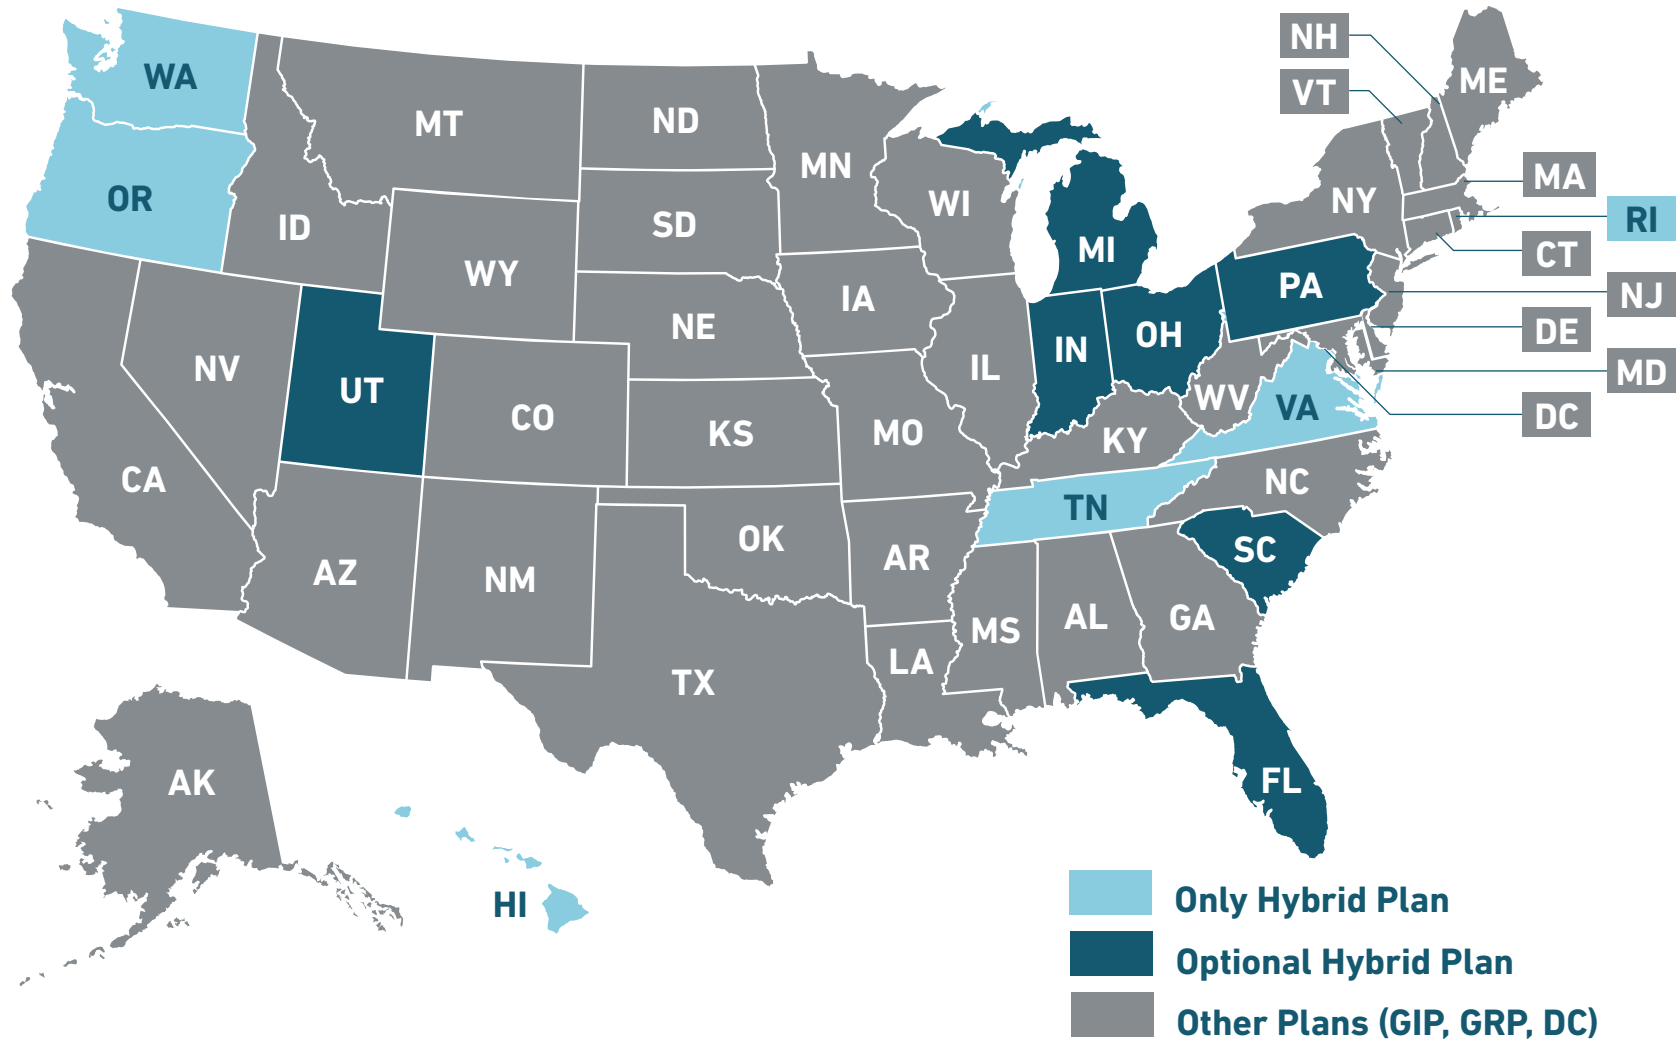 WA
MT
ND
MN
NH
VT
ME
OR
ID
SD
WI
NY
MA
RI
WY
MI
CT
PA
NJ
IA
NE
OH
DE
NV
UT
IN
IL
MD
CO
WV
VA
DC
KS
MO
KY
CA
NC
TN
OK
SC
AZ
NM
AR
MS
AL
GA
LA
TX
AK
FL
HI
Only Hybrid Plan
Optional Hybrid Plan
Other Plans (GIP, GRP, DC)